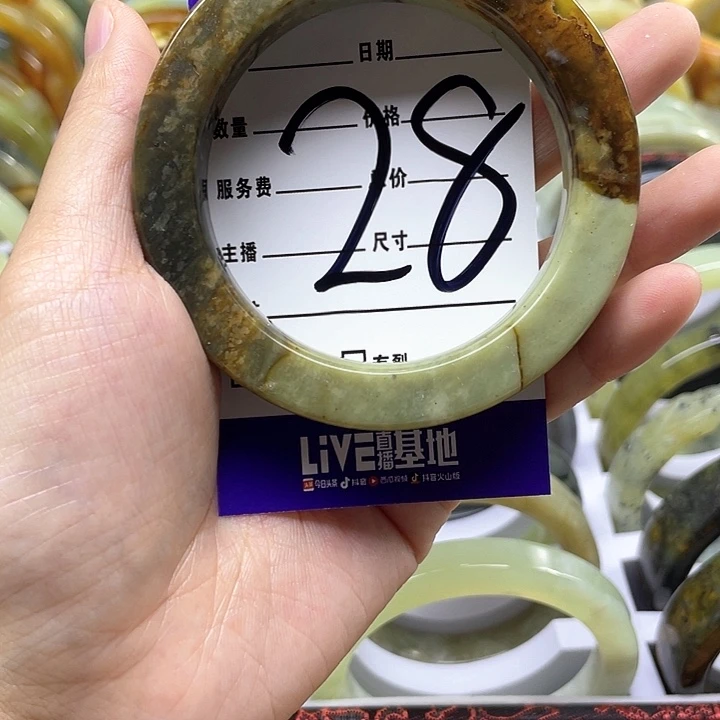 日期
数量 价格
服务费 价
主播 尺寸
28
有裂
LiVE直播基地
今日头条 抖音 西瓜视频 抖音火山版